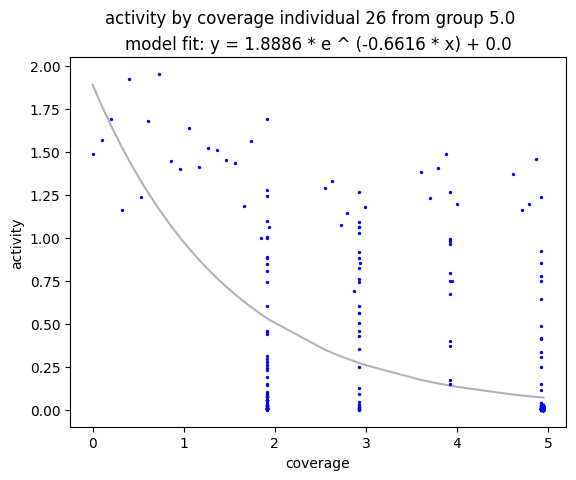 activity by coverage individual 26 from group 5.0
model fit: y = 1.8886 * e ^ (-0.6616 * x) + 0.0
2.00
1.75
1.50
1.25
1.00
0.75
0.50
0.25
0.00
activity
0 1 2 3 4 5
coverage